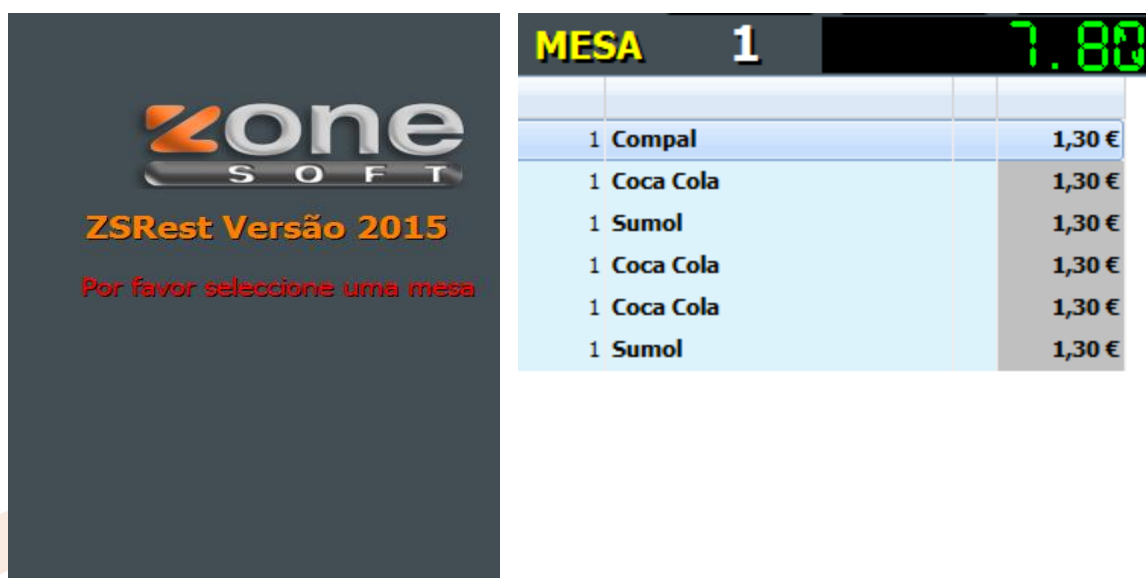 zone
SOFT
ZSRest Versão 2015
Por favor seleccione uma mesa
MESA 1 7.80
1 Compal 1,30 €
1 Coca Cola 1,30 €
1 Sumol 1,30 €
1 Coca Cola 1,30 €
1 Coca Cola 1,30 €
1 Sumol 1,30 €